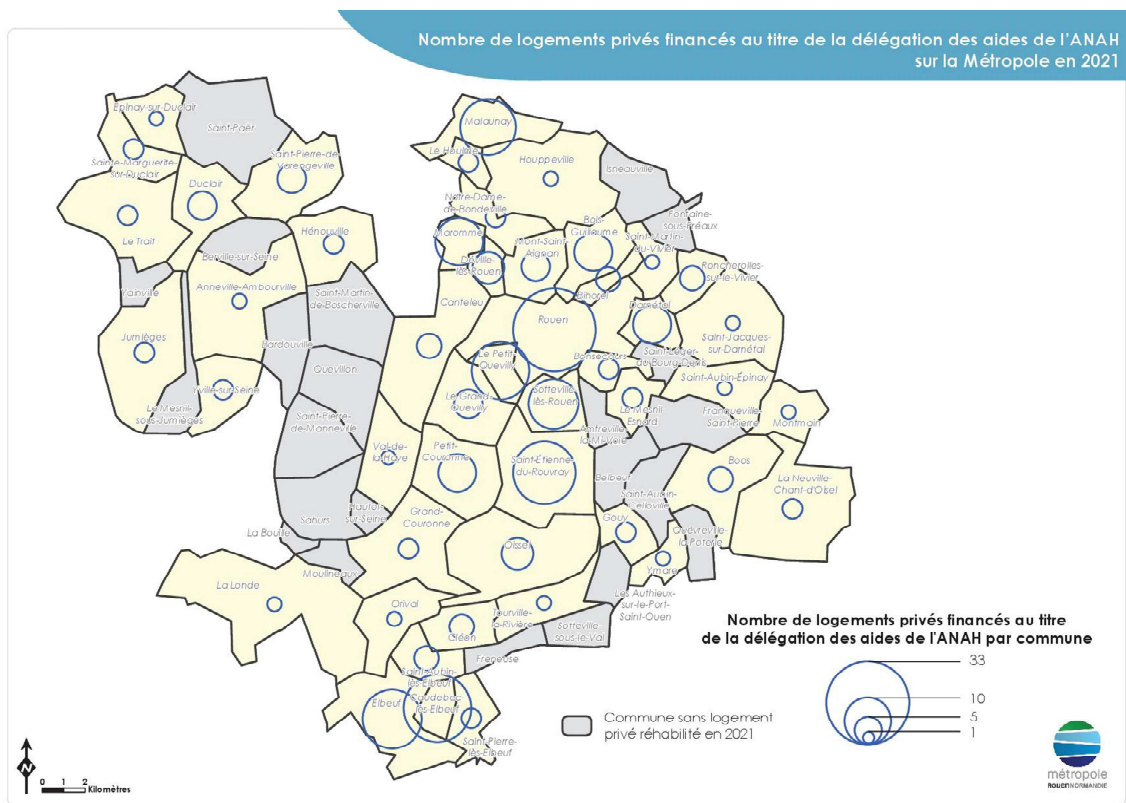 Nombre de logements privés financés au titre de la délégation des aides de l'ANAH
sur la Métropole en 2021
Epinay-sur-Duclair
Saint-Paër
Sainte-Marguerite-
sur-Duclair
Saint-Pierre-de-
Varengeville
Duclair
Le Trait
Hénouville
Berville-sur-Seine
Yainville
Anneville-Ambourville
Saint-Martin-
de-Boscherville
Jumièges
Bardouville
Quevillon
Yville-sur-Seine
Le Mesnil-
sous-Jumièges
Saint-Pierre-
de-Manneville
Sahurs
Hautot-
sur-Seine
La Bouille
Moulineaux
La Londe
Malaunay
Le Houlme
Houppeville
Isneauville
Notre-Dame-
de-Bondeville
Fontaine-
sous-Préaux
Maromme
Mont-Saint-
Aignan
Bois-
Guillaume
Saint-Martin-
du-Vivier
Déville-
lès-Rouen
Roncherolles-
sur-le-Vivier
Bihorel
Canteleu
Rouen
Darnétal
Saint-Jacques-
sur-Darnétal
Le Petit-
Quevilly
Bonsecours
Saint-Léger-
du-Bourg-Denis
Saint-Aubin-Épinay
Le Grand-
Quevilly
Sotteville-
lès-Rouen
Le Mesnil-
Esnard
Franqueville-
Saint-Pierre
Montmain
Amfreville-
la-Mivoie
Val-de-
la-Haye
Petit-
Couronne
Saint-Étienne-
du-Rouvray
Belbeuf
Boos
La Neuville-
Chant-d'Oisel
Saint-Aubin-
Celloville
Grand-
Couronne
Gouy
Quévreville-
la-Poterie
Oissel
Ymare
Les Authieux-
sur-le-Port-
Saint-Ouen
Orival
Tourville-
la-Rivière
Cléon
Sotteville-
sous-le-Val
Freneuse
Saint-Aubin-
lès-Elbeuf
Elbeuf
Caudebec-
lès-Elbeuf
Saint-Pierre-
lès-Elbeuf
Nombre de logements privés financés au titre
de la délégation des aides de l'ANAH par commune
33
10
5
1
Commune sans logement
privé réhabilité en 2021
N
0 1 2
Kilomètres
métropole
ROUENNORMANDIE